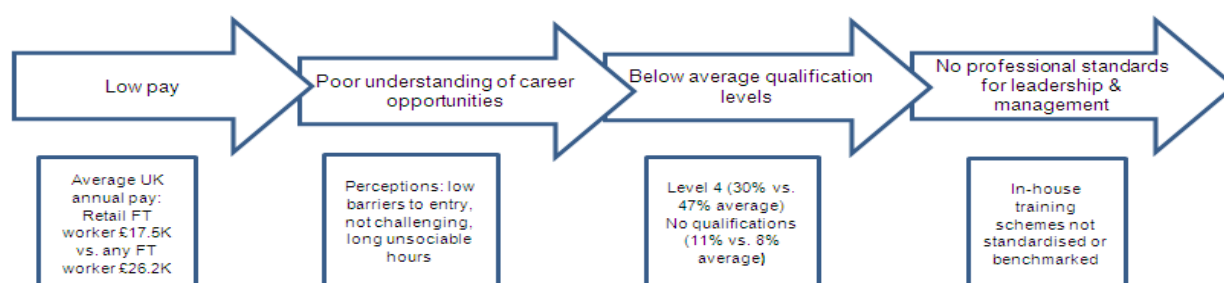 Low pay
Poor understanding of career
opportunities
Below average qualification
levels
No professional standards
for leadership &
management
Average UK
annual pay:
Retail FT
worker £17.5K
vs. any FT
worker £26.2K
Perceptions: low
barriers to entry,
not challenging,
long unsociable
hours
Level 4 (30% vs.
47% average)
No qualifications
(11% vs. 8%
average)
In-house
training
schemes not
standardised or
benchmarked